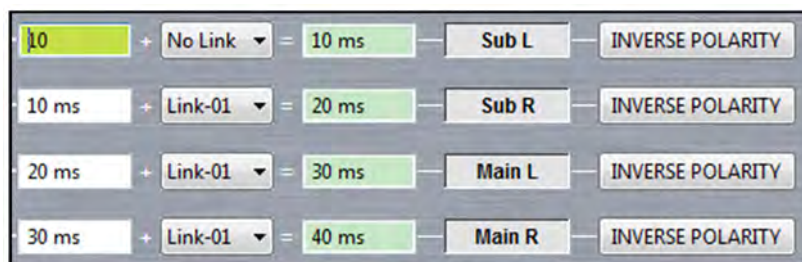 10 + No Link = 10 ms Sub L INVERSE POLARITY
10 ms + Link-01 = 20 ms Sub R INVERSE POLARITY
20 ms + Link-01 = 30 ms Main L INVERSE POLARITY
30 ms + Link-01 = 40 ms Main R INVERSE POLARITY